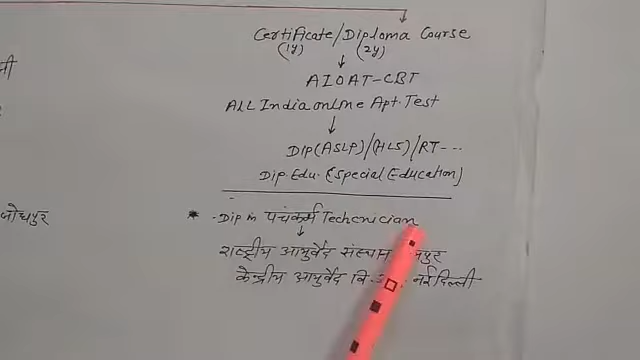 Certificate/Diploma Course
(1y) (2y)
AIOAT-CBT
ALL India online Apt. Test
Dip(ASLP)/(HLS)/RT---
Dip. Edu. (Special Education)
जोधपुर
* . Dip in पंचकर्म Techcnician
राष्ट्रीय आयुर्वेद संस्थान
केन्द्रीय आयुर्वेद वि. नई दिल्ली